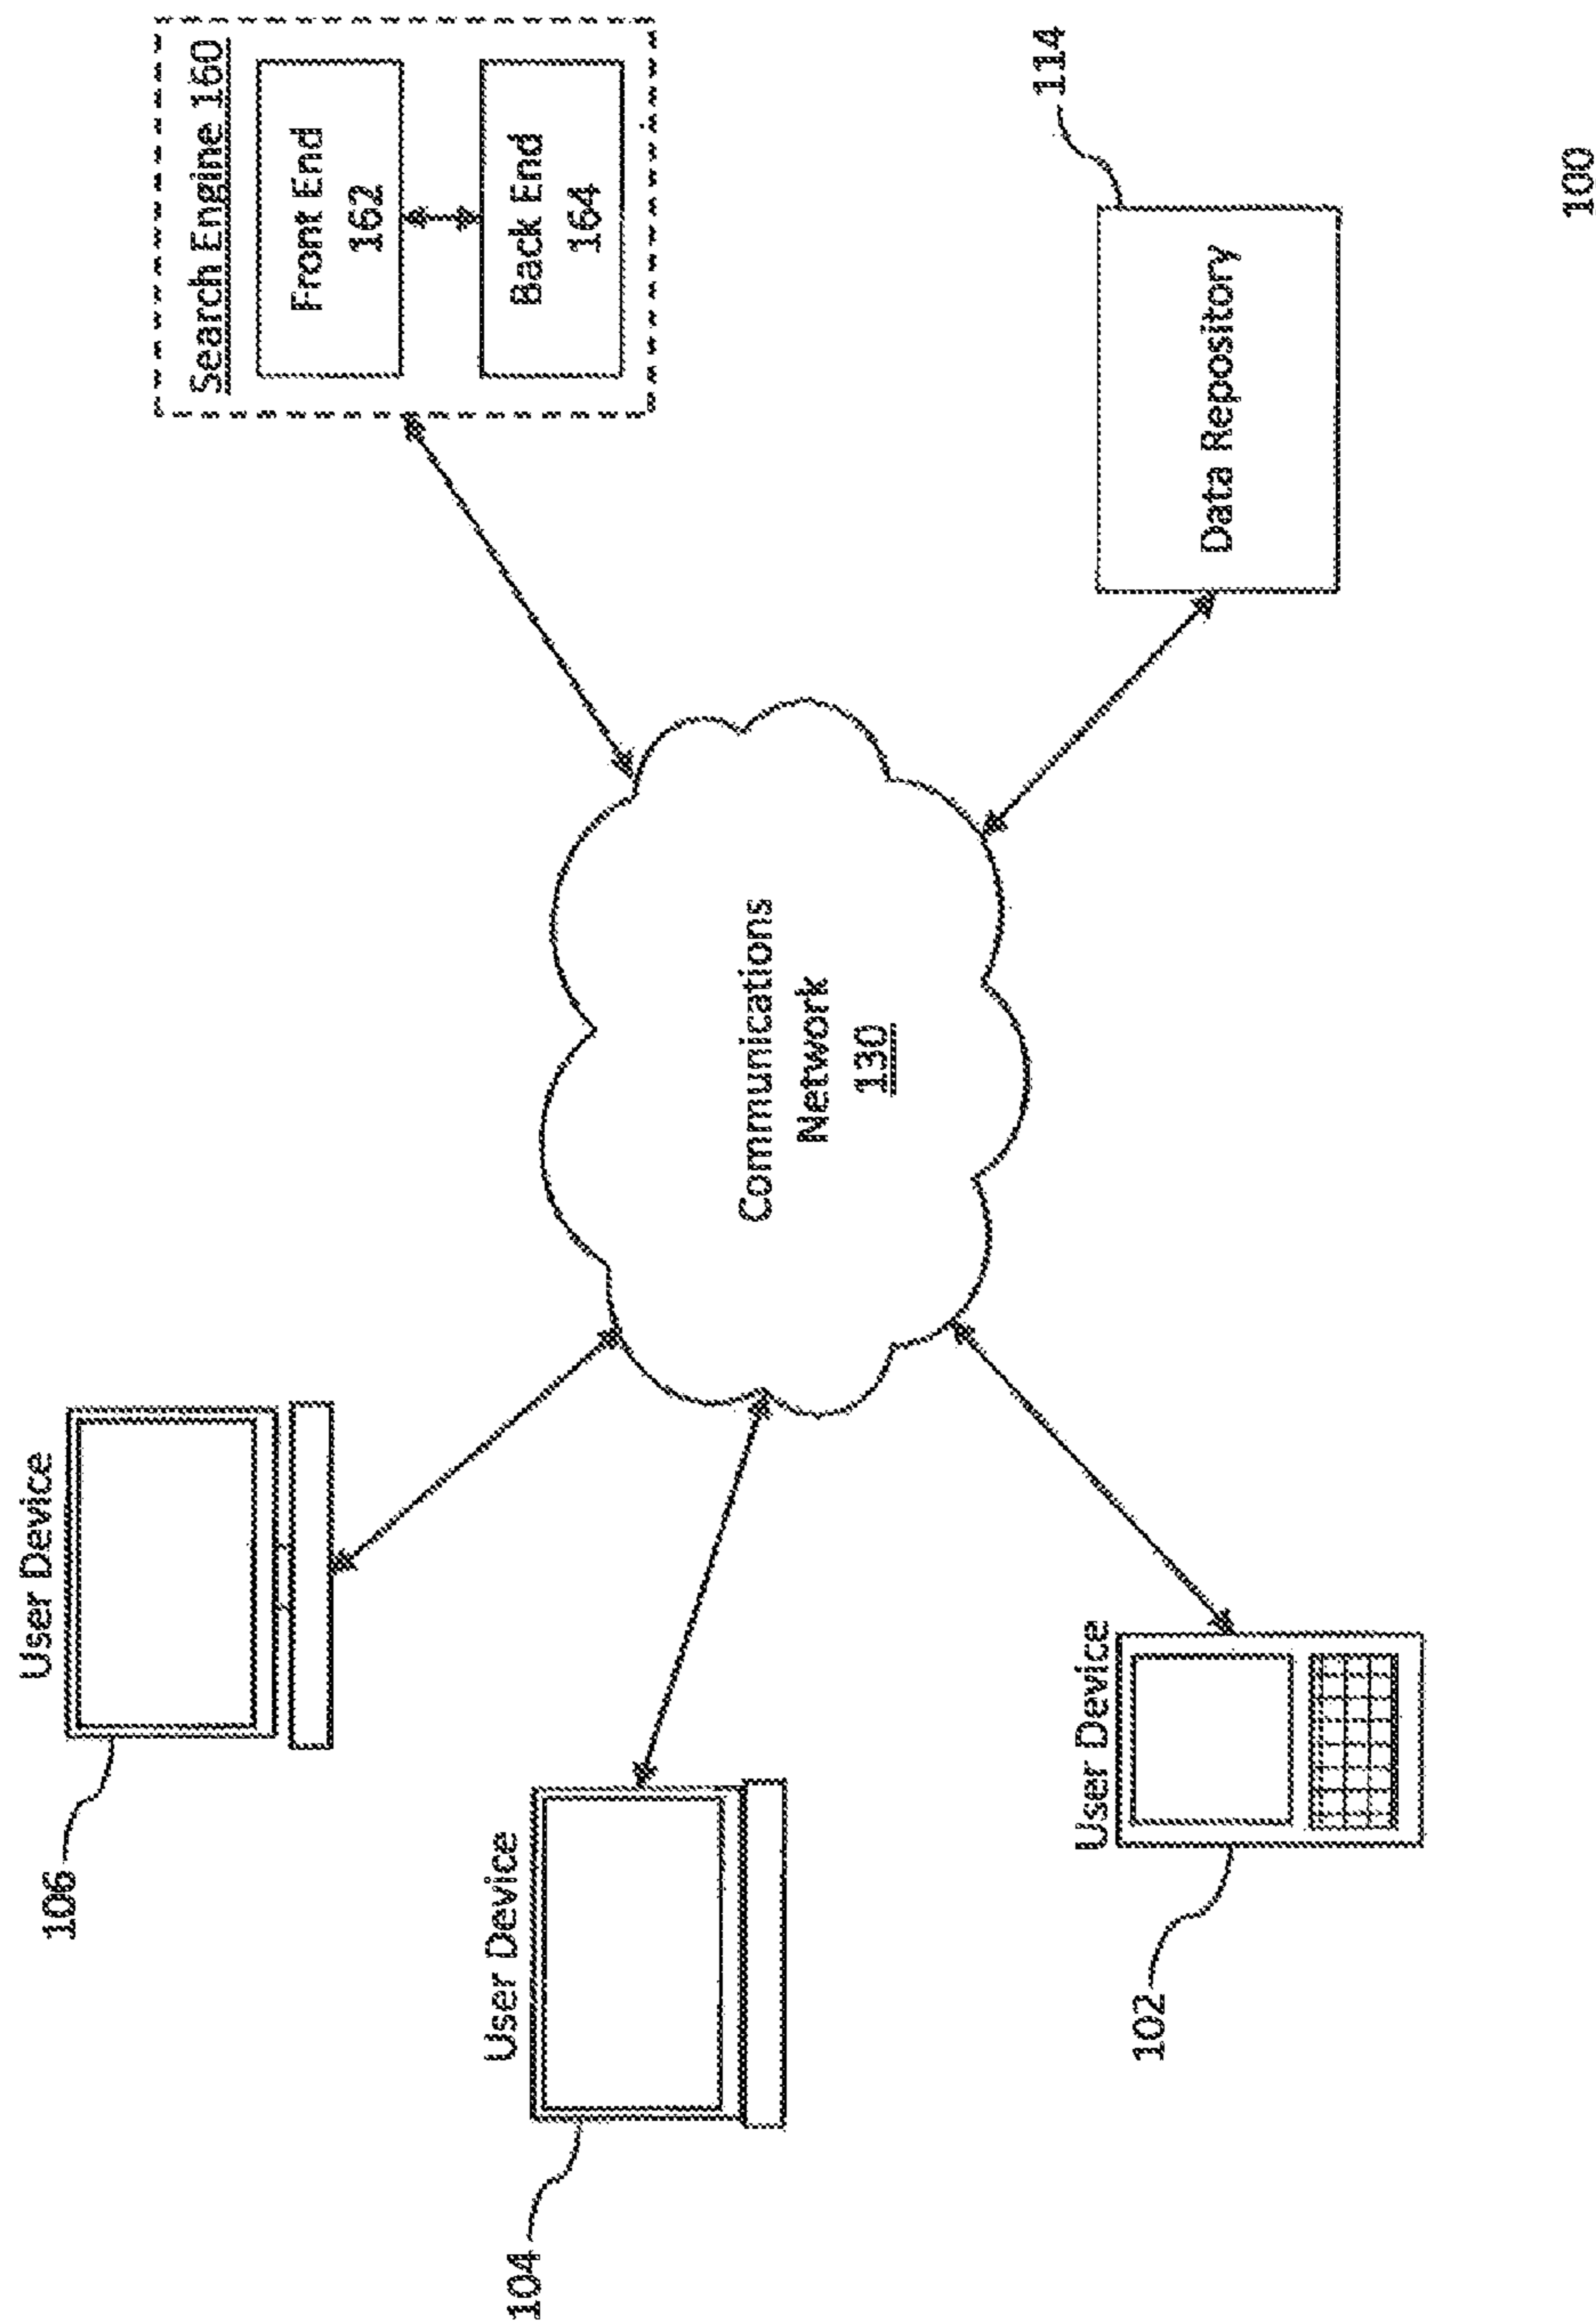 User Device
106
User Device
104
User Device
102
Communications
Network
130
Search Engine 160
Front End
162
Back End
164
Data Repository
114
100